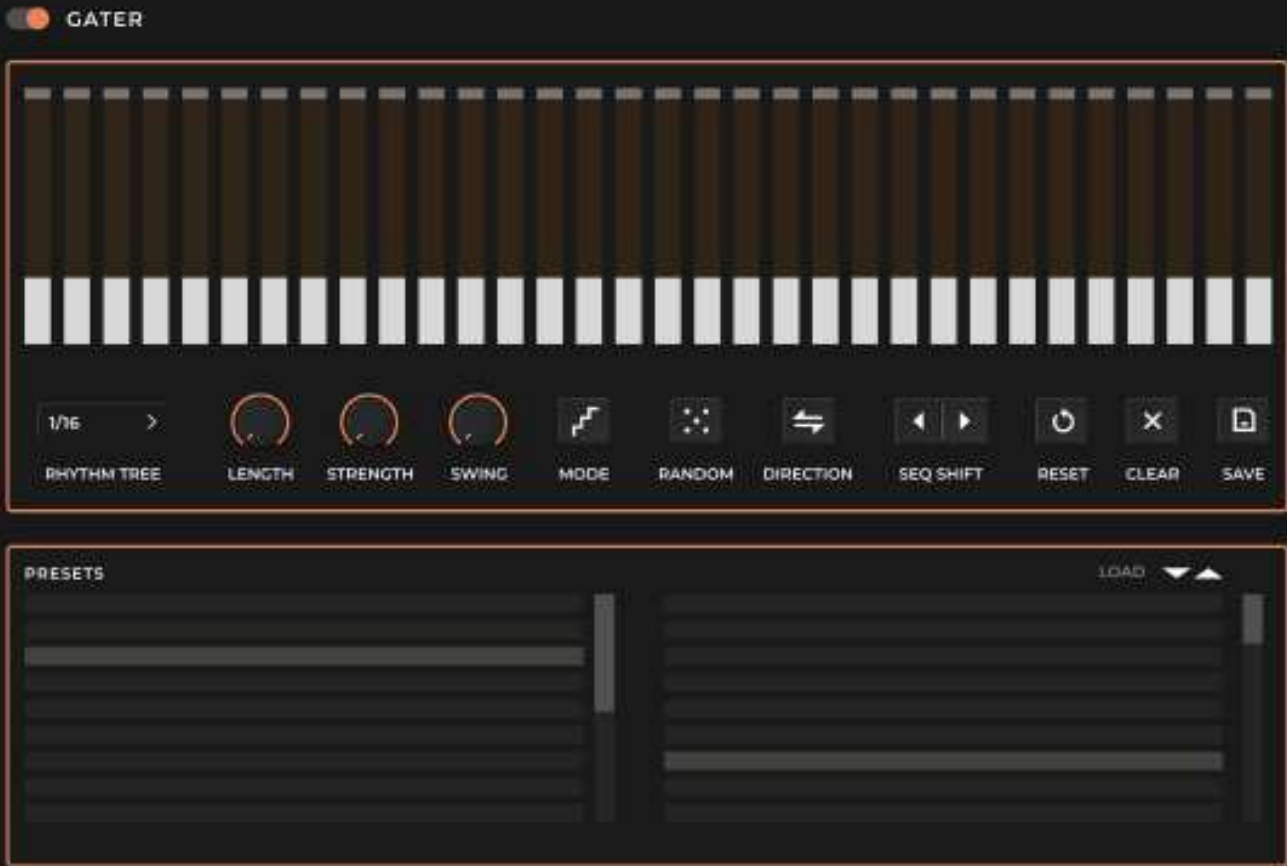 GATER
1/16
RHYTHM TREE LENGTH STRENGTH SWING MODE RANDOM DIRECTION SEQ SHIFT RESET CLEAR SAVE
PRESETS LOAD